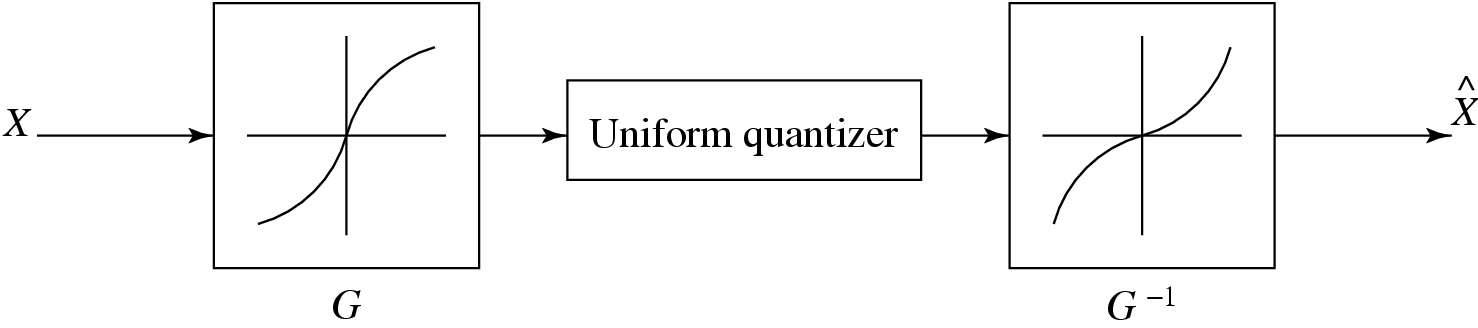 X
Uniform quantizer
X̂
G
G⁻¹